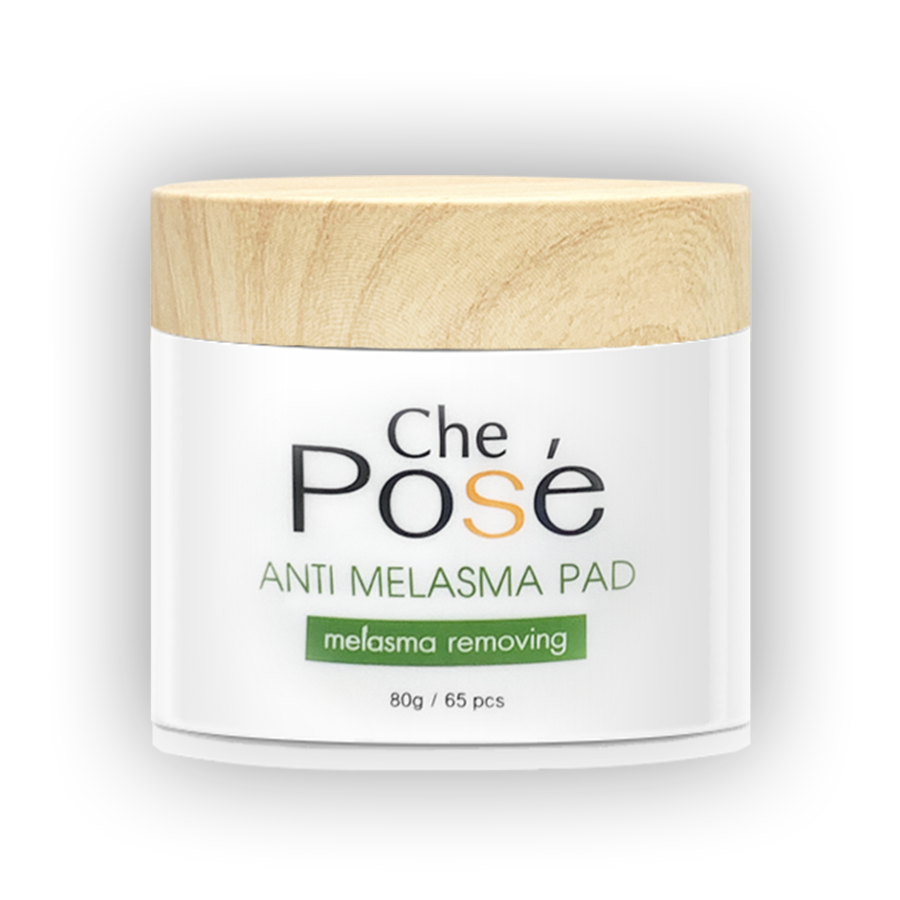 Che
Posé
ANTI MELASMA PAD
melasma removing
80g / 65 pcs